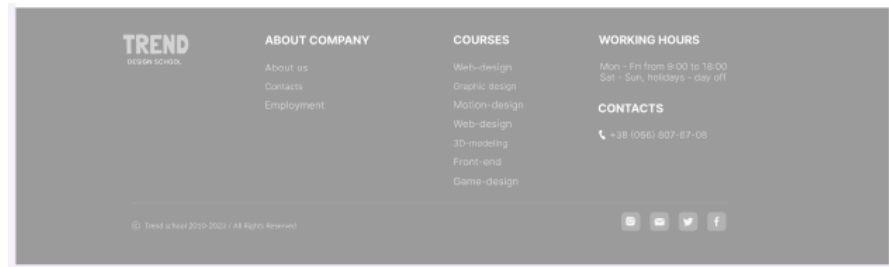 TREND
DESIGN SCHOOL
ABOUT COMPANY
About us
Contacts
Employment
COURSES
Web-design
Graphic design
Motion-design
Web-design
3D-modeling
Front-end
Game-design
WORKING HOURS
Mon - Fri from 9:00 to 18:00
Sat - Sun, holidays - day off
CONTACTS
+38 (066) 807-67-08
© Trend school 2010-2023 / All Rights Reserved